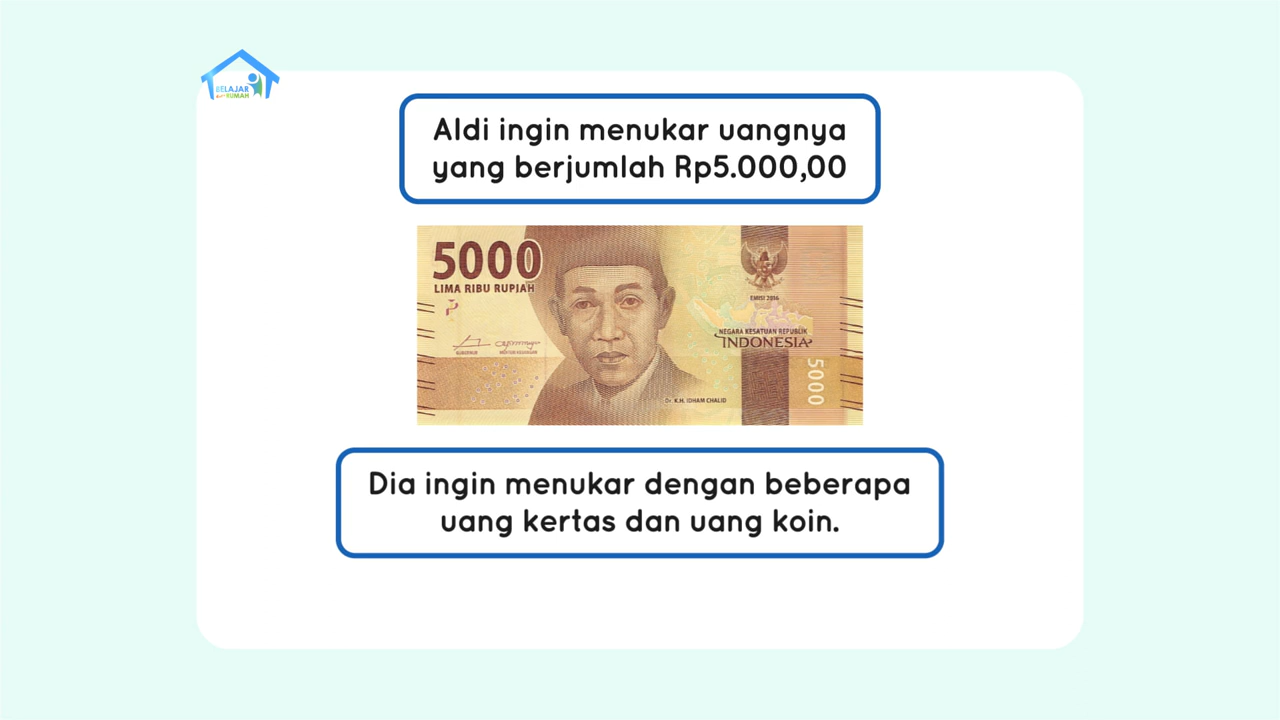 BELAJAR
RUMAH
Aldi ingin menukar uangnya
yang berjumlah Rp5.000,00
5000
LIMA RIBU RUPIAH
EMISI 2016
NEGARA KESATUAN REPUBLIK
INDONESIA
GUBERNUR
5000
Dr. K.H. IDHAM CHALID
Dia ingin menukar dengan beberapa
uang kertas dan uang koin.